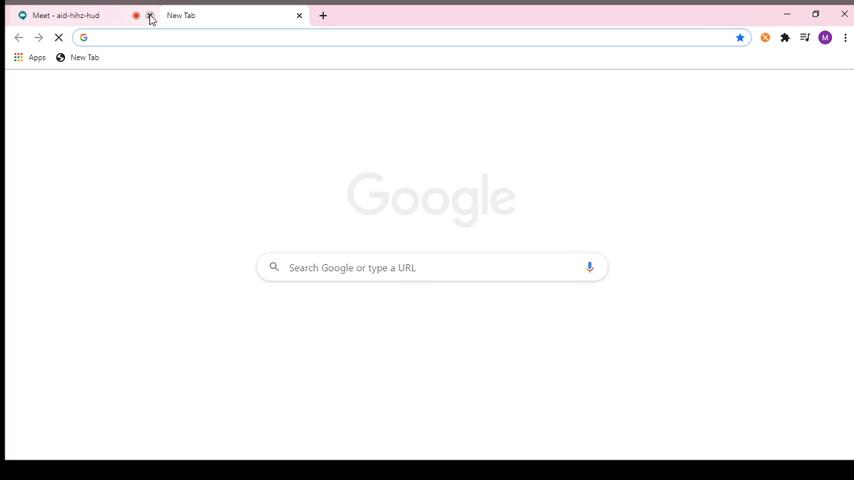 Meet - aid-hihz-hud New Tab
Apps New Tab
Google
Search Google or type a URL
M